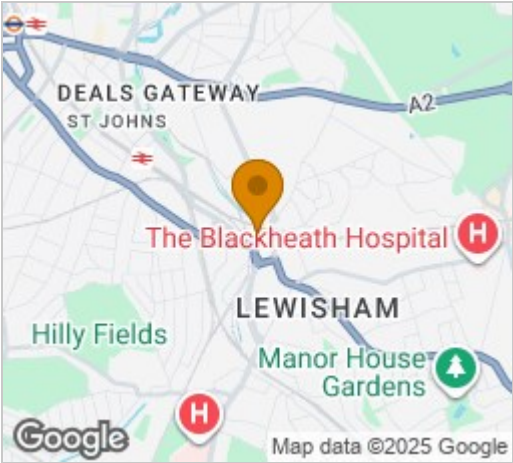 DEALS GATEWAY
A2
ST JOHNS
The Blackheath Hospital
H
LEWISHAM
Hilly Fields
Manor House
Gardens
H
Google
Map data ©2025 Google